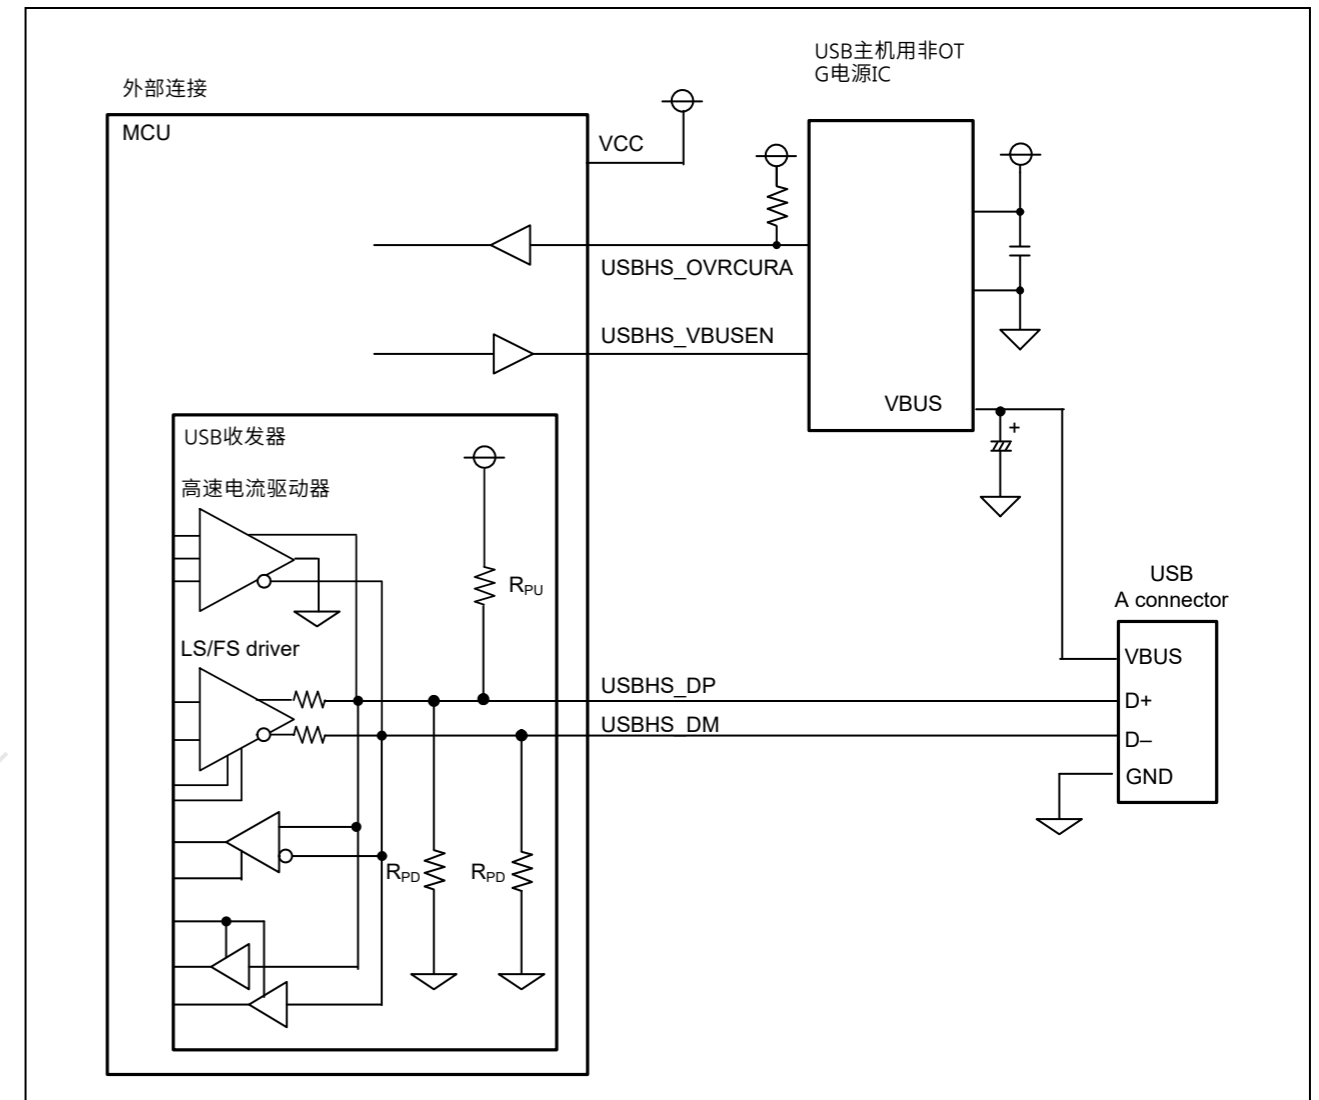 USB主机用非OT
G电源IC
外部连接
MCU
VCC
USBHS_OVRCURA
USBHS_VBUSEN
VBUS
+
USB收发器
高速电流驱动器
RPU
USB
A connector
LS/FS driver
VBUS
USBHS_DP
D+
USBHS_DM
D–
GND
RPD
RPD